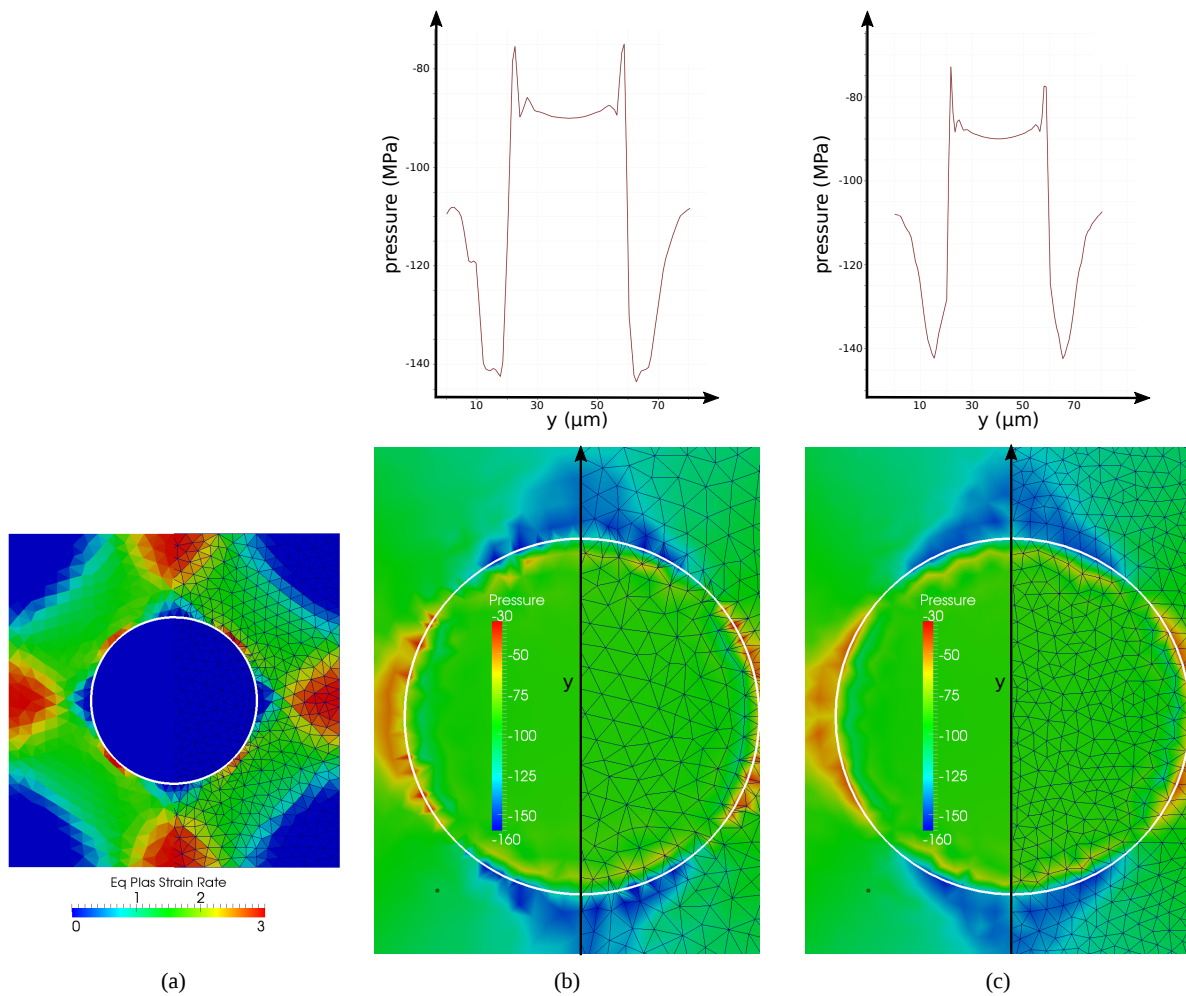 -80
-100
-120
-140
pressure (MPa)
10 30 50 70
y (µm)
-80
-100
-120
-140
pressure (MPa)
10 30 50 70
y (µm)
Eq Plas Strain Rate
1 2
0 3
Pressure
-30
-50
-75
-100
-125
-150
-160
y
Pressure
-30
-50
-75
-100
-125
-150
-160
y
(a) (b) (c)